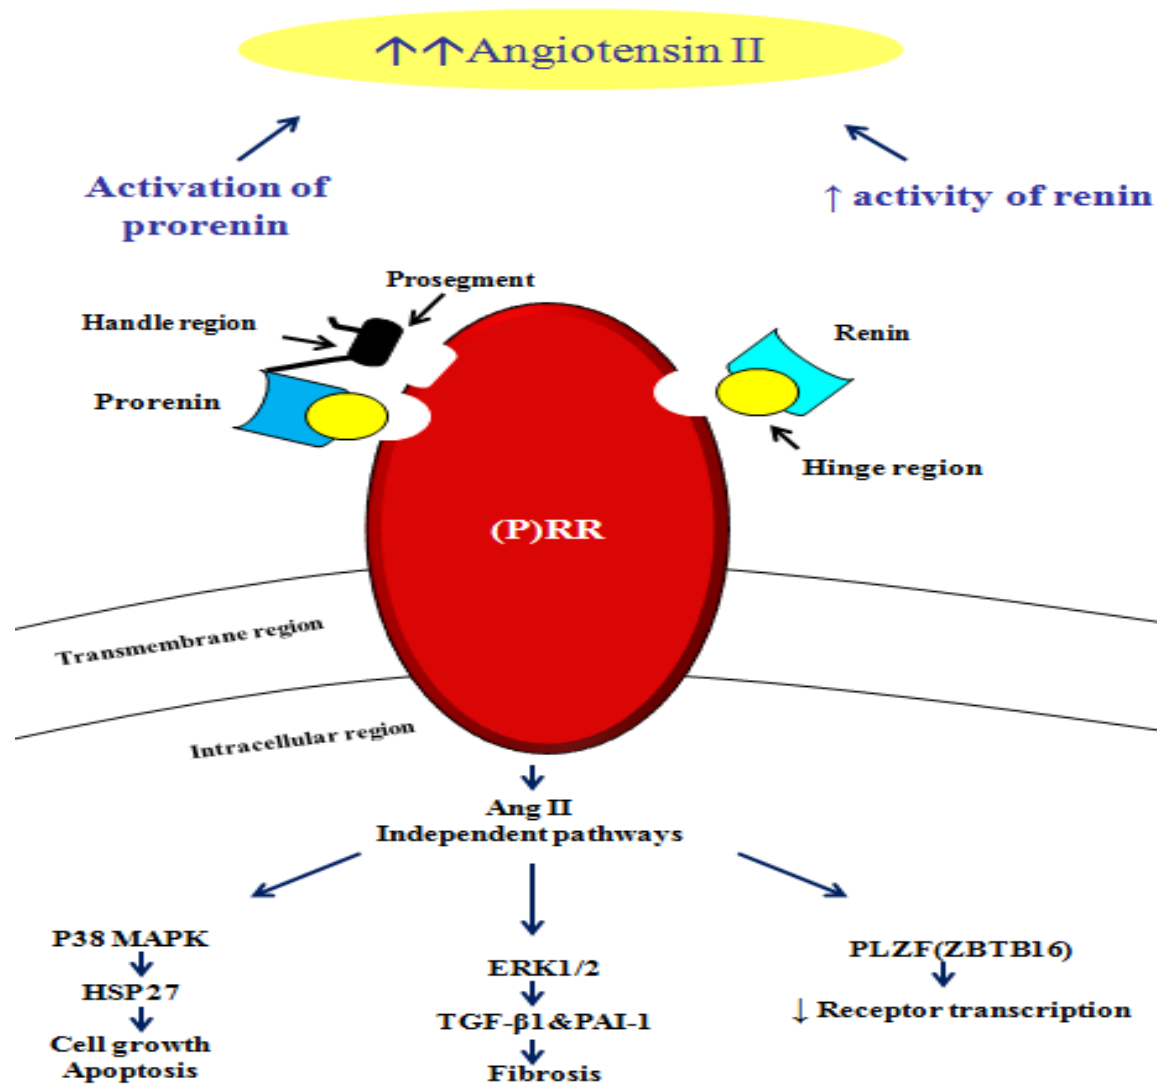 ↑↑Angiotensin II
Activation of
prorenin
↑ activity of renin
Prosegment
Handle region
Renin
Prorenin
Hinge region
(P)RR
Transmembrane region
Intracellular region
Ang II
Independent pathways
P38 MAPK
HSP27
Cell growth
Apoptosis
ERK1/2
TGF-β1&PAI-1
Fibrosis
PLZF(ZBTB16)
↓ Receptor transcription